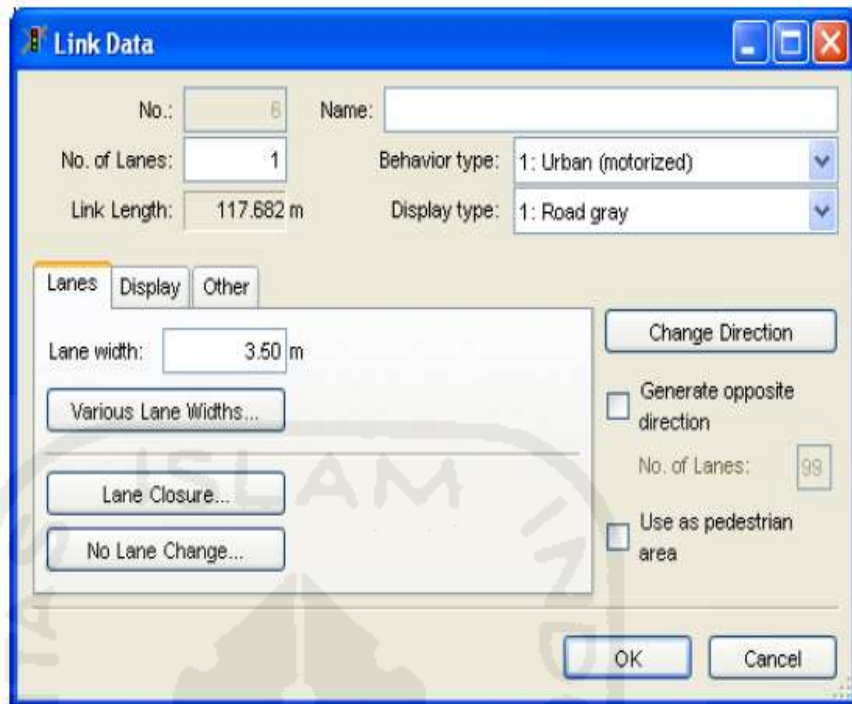 Link Data
No.: 6 Name:
No. of Lanes: 1 Behavior type: 1: Urban (motorized)
Link Length: 117.682 m Display type: 1: Road gray
Lanes Display Other
Lane width: 3.50 m
Various Lane Widths...
Lane Closure...
No Lane Change...
Change Direction
Generate opposite
direction
No. of Lanes: 99
Use as pedestrian
area
OK Cancel
ISLAM